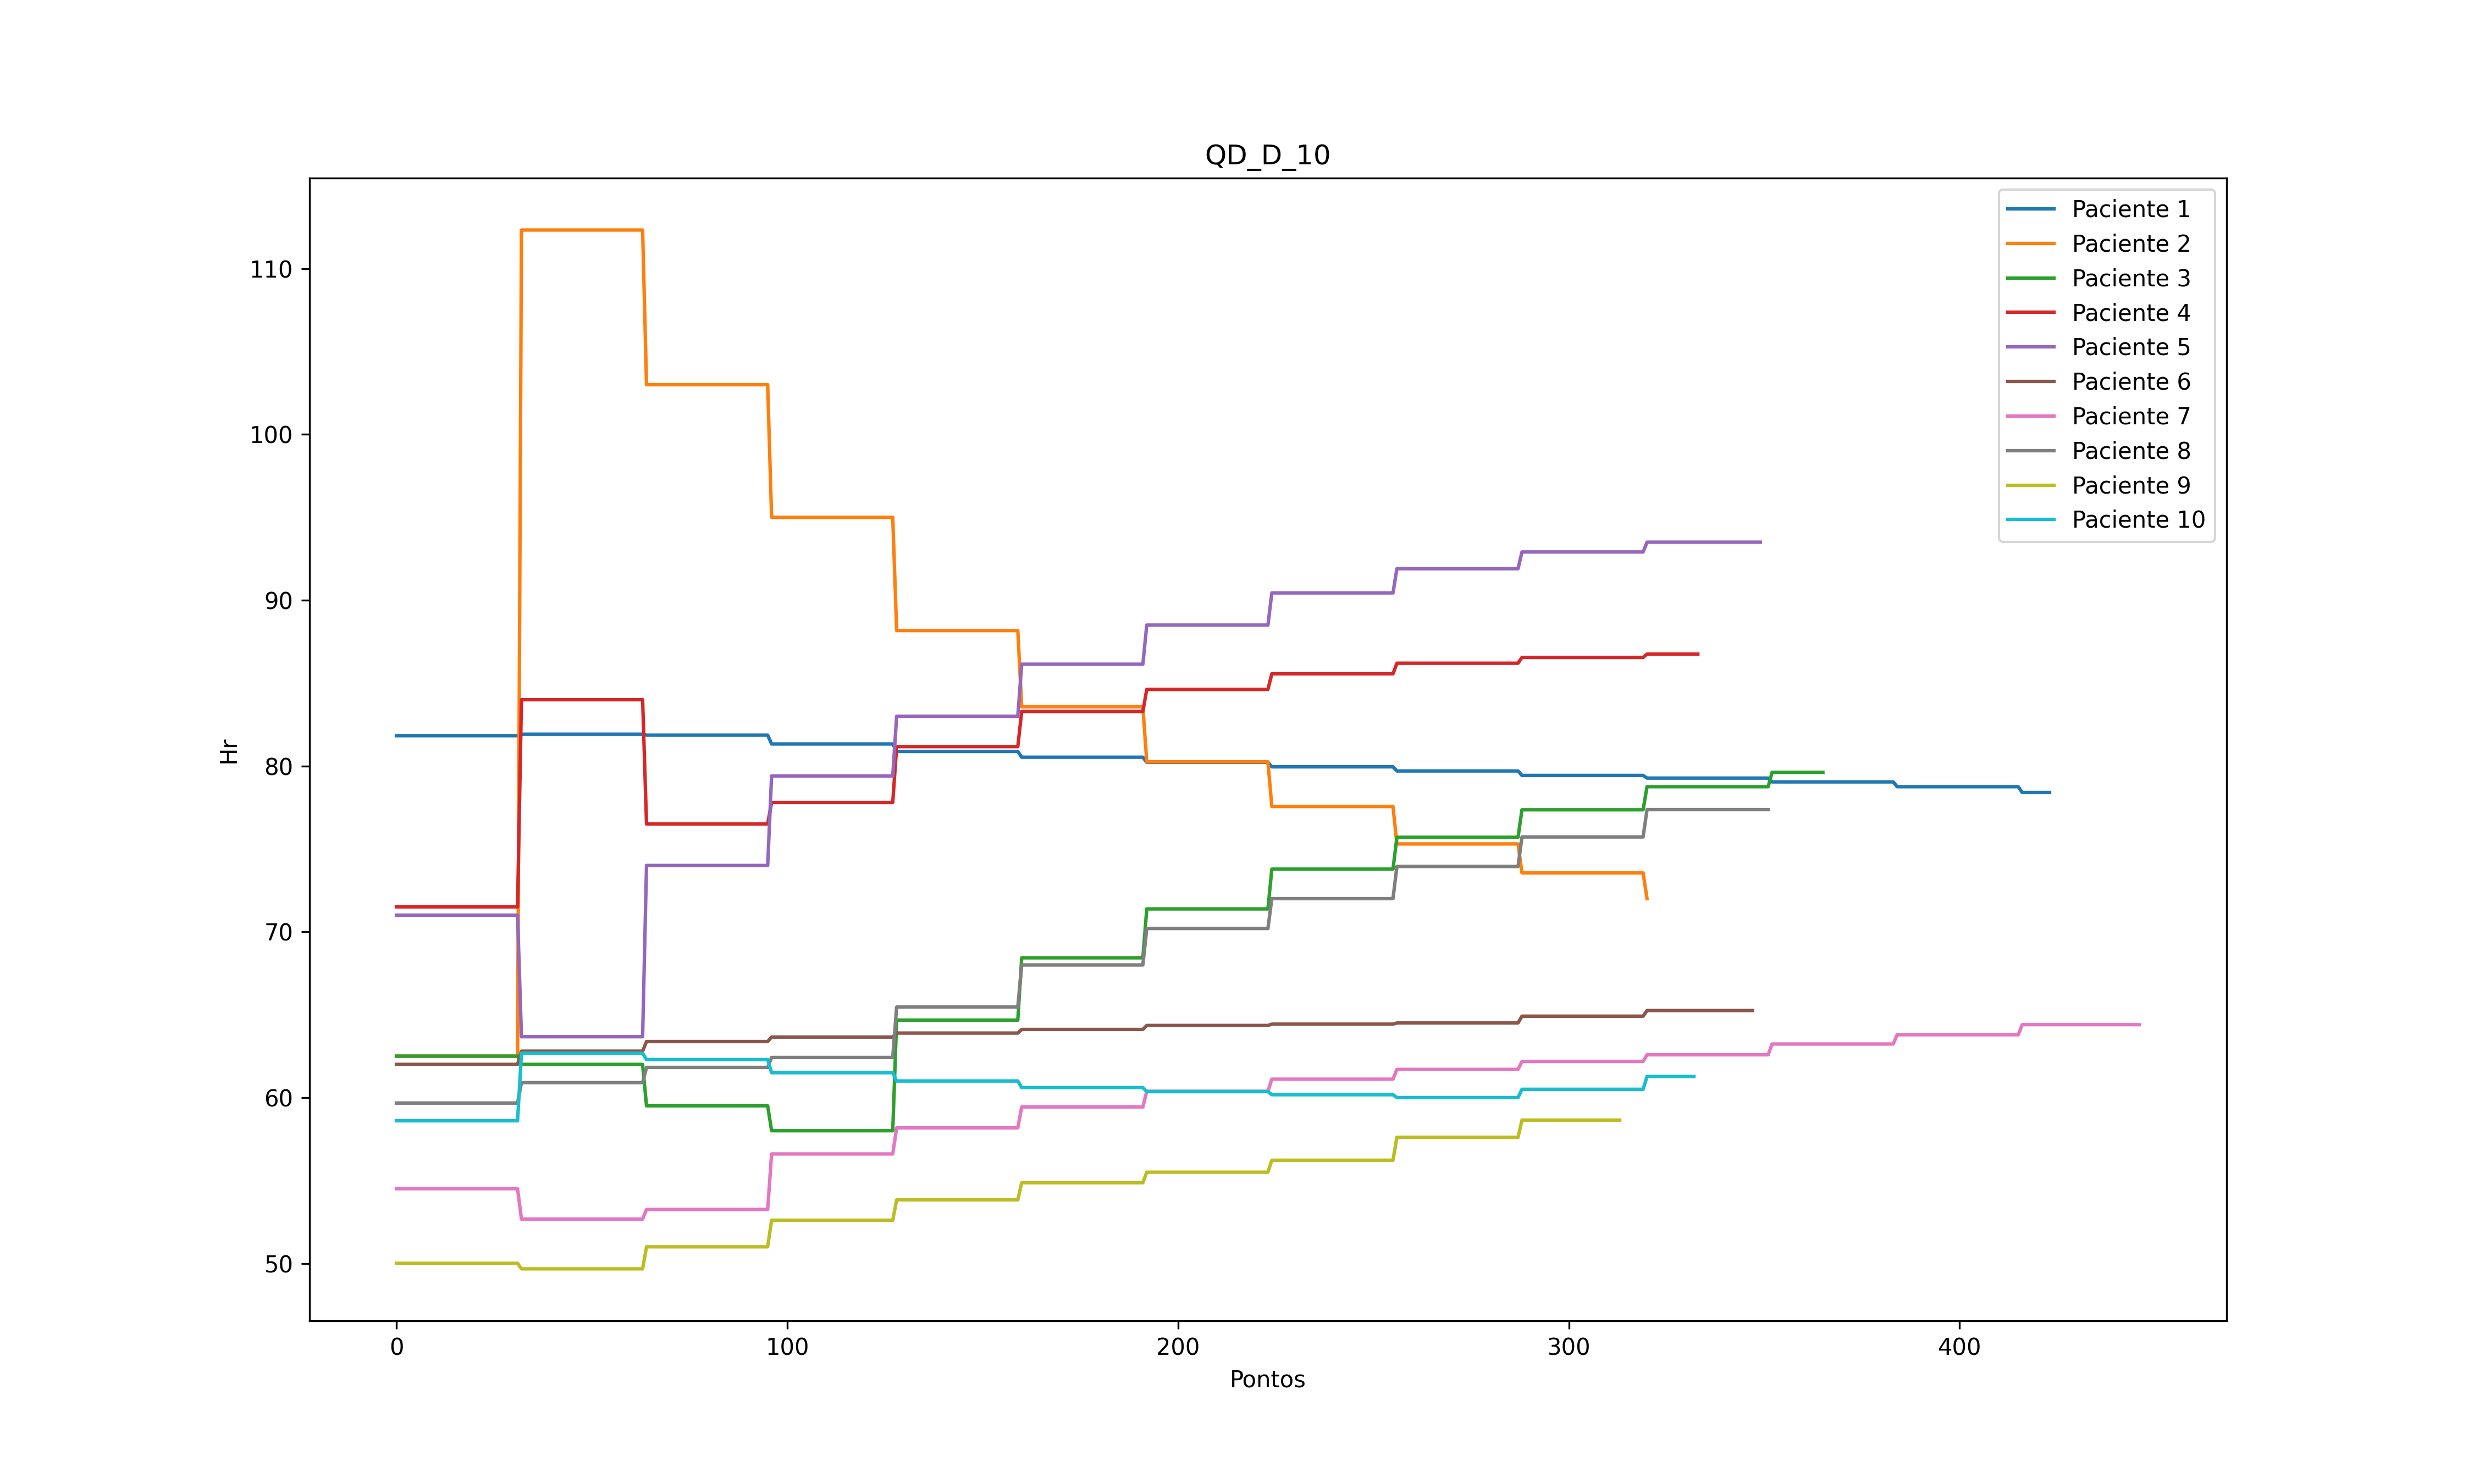 QD_D_10
Hr
110
100
90
80
70
60
50
0 100 200 300 400
Pontos
Paciente 1
Paciente 2
Paciente 3
Paciente 4
Paciente 5
Paciente 6
Paciente 7
Paciente 8
Paciente 9
Paciente 10